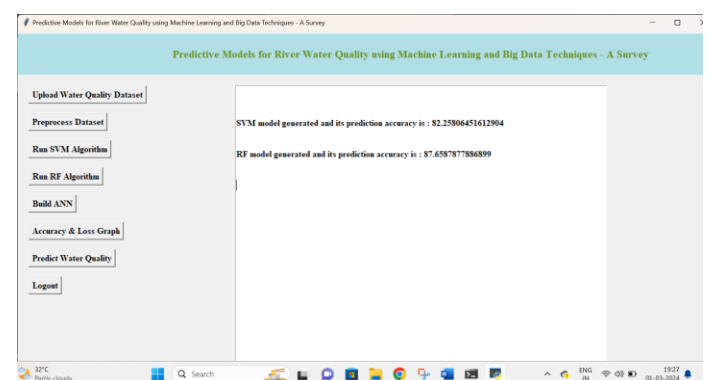 Predictive Models for River Water Quality using Machine Learning and Big Data Techniques - A Survey
Predictive Models for River Water Quality using Machine Learning and Big Data Techniques - A Survey
Upload Water Quality Dataset
Preprocess Dataset
SVM model generated and its prediction accuracy is : 82.25806451612904
Run SVM Algorithm
RF model generated and its prediction accuracy is : 87.6587877886899
Run RF Algorithm
Build ANN
Accuracy & Loss Graph
Predict Water Quality
Logout
32°C
Partly cloudy
Search
ENG
IN
19:27
01-03-2024